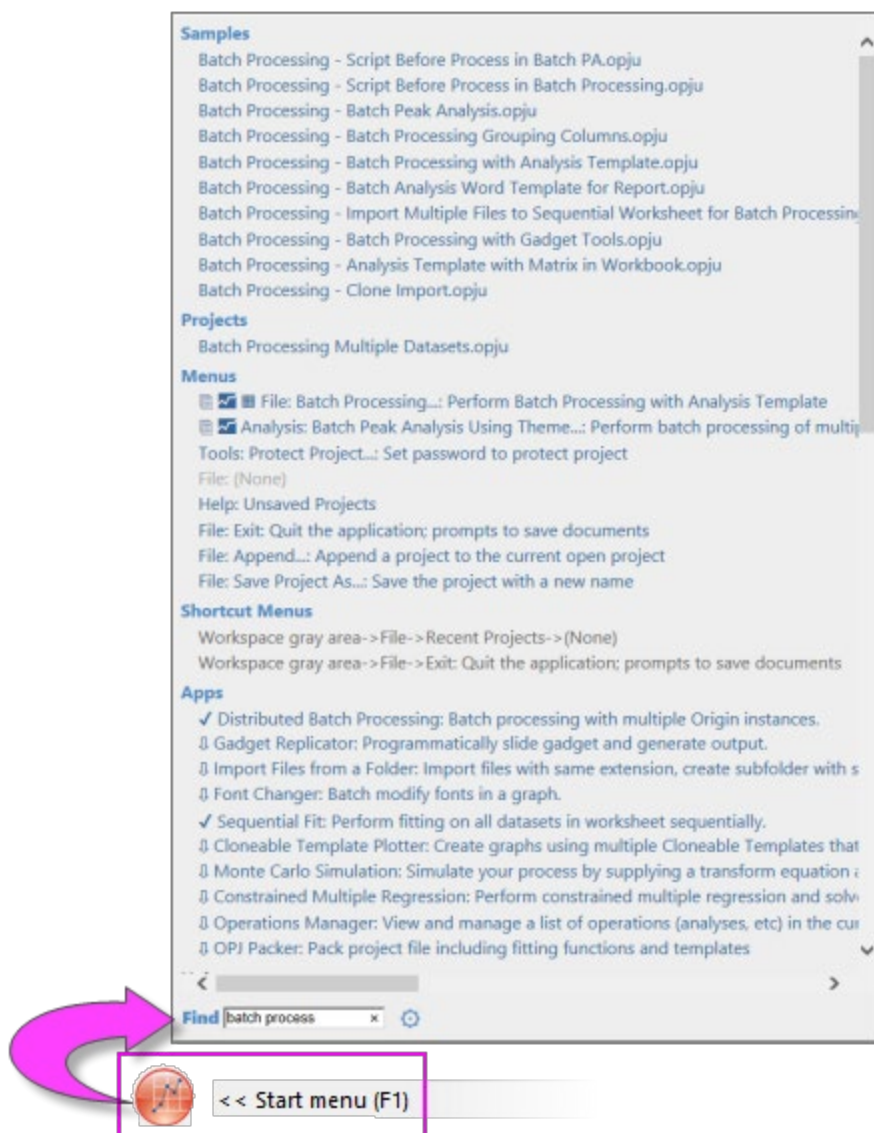 Samples
Batch Processing - Script Before Process in Batch PA.opju
Batch Processing - Script Before Process in Batch Processing.opju
Batch Processing - Batch Peak Analysis.opju
Batch Processing - Batch Processing Grouping Columns.opju
Batch Processing - Batch Processing with Analysis Template.opju
Batch Processing - Batch Analysis Word Template for Report.opju
Batch Processing - Import Multiple Files to Sequential Worksheet for Batch Processing
Batch Processing - Batch Processing with Gadget Tools.opju
Batch Processing - Analysis Template with Matrix in Workbook.opju
Batch Processing - Clone Import.opju
Projects
Batch Processing Multiple Datasets.opju
Menus
File: Batch Processing...: Perform Batch Processing with Analysis Template
Analysis: Batch Peak Analysis Using Theme...: Perform batch processing of multip
Tools: Protect Project...: Set password to protect project
File: (None)
Help: Unsaved Projects
File: Exit: Quit the application; prompts to save documents
File: Append...: Append a project to the current open project
File: Save Project As...: Save the project with a new name
Shortcut Menus
Workspace gray area->File->Recent Projects->(None)
Workspace gray area->File->Exit: Quit the application; prompts to save documents
Apps
✓ Distributed Batch Processing: Batch processing with multiple Origin instances.
⇩ Gadget Replicator: Programmatically slide gadget and generate output.
⇩ Import Files from a Folder: Import files with same extension, create subfolder with s
⇩ Font Changer: Batch modify fonts in a graph.
✓ Sequential Fit: Perform fitting on all datasets in worksheet sequentially.
⇩ Cloneable Template Plotter: Create graphs using multiple Cloneable Templates that
⇩ Monte Carlo Simulation: Simulate your process by supplying a transform equation a
⇩ Constrained Multiple Regression: Perform constrained multiple regression and solv
⇩ Operations Manager: View and manage a list of operations (analyses, etc) in the cur
⇩ OPJ Packer: Pack project file including fitting functions and templates
Find batch process ×
<< Start menu (F1)